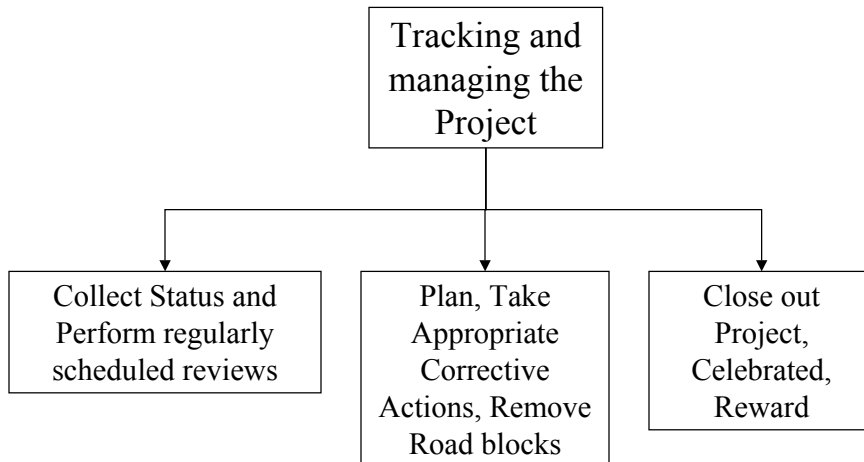 Tracking and
managing the
Project
Collect Status and
Perform regularly
scheduled reviews
Plan, Take
Appropriate
Corrective
Actions, Remove
Road blocks
Close out
Project,
Celebrated,
Reward